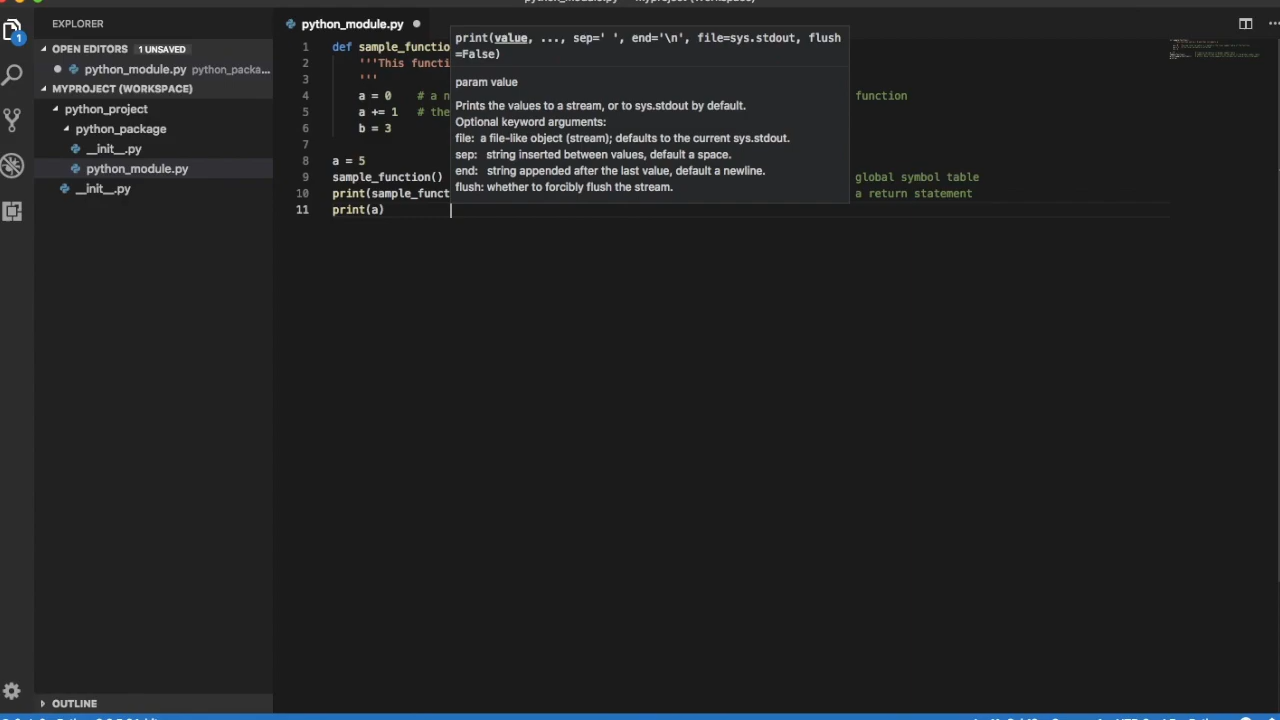 EXPLORER
OPEN EDITORS 1 UNSAVED
python_module.py python_packa...
MYPROJECT (WORKSPACE)
python_project
python_package
__init__.py
python_module.py
__init__.py
OUTLINE
1
python_module.py
1 def sample_functio
2 '''This functi
3 '''
4 a = 0 # a n function
5 a += 1 # the
6 b = 3
7
8 a = 5
9 sample_function() global symbol table
10 print(sample_funct a return statement
11 print(a)
print(value, ..., sep=' ', end='\n', file=sys.stdout, flush
=False)
param value
Prints the values to a stream, or to sys.stdout by default.
Optional keyword arguments:
file: a file-like object (stream); defaults to the current sys.stdout.
sep: string inserted between values, default a space.
end: string appended after the last value, default a newline.
flush: whether to forcibly flush the stream.